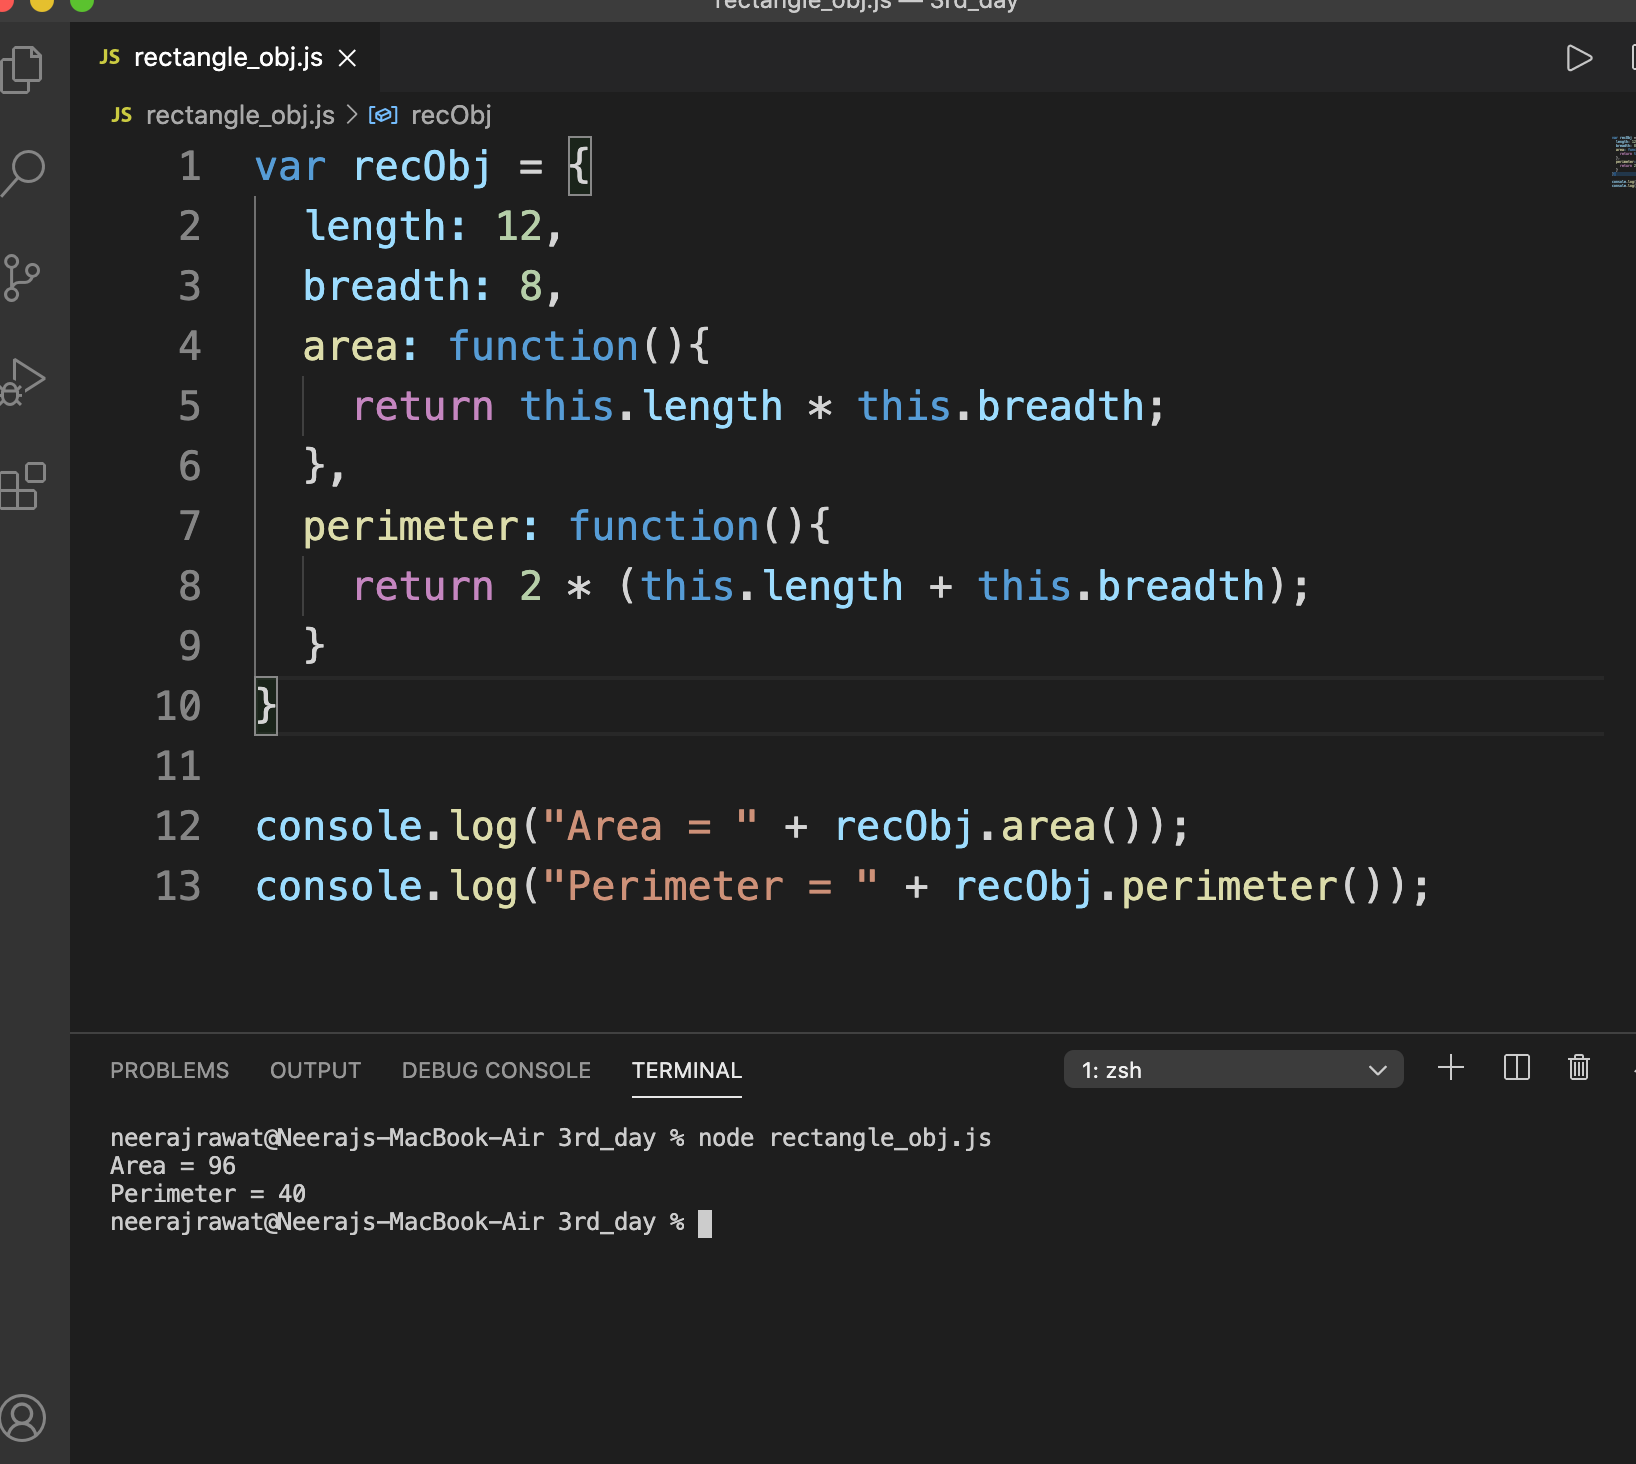 rectangle_obj.js — 3rd_day
JS rectangle_obj.js
JS rectangle_obj.js > recObj
1 var recObj = {
2   length: 12,
3   breadth: 8,
4   area: function(){
5     return this.length * this.breadth;
6   },
7   perimeter: function(){
8     return 2 * (this.length + this.breadth);
9   }
10 }
11
12 console.log("Area = " + recObj.area());
13 console.log("Perimeter = " + recObj.perimeter());
PROBLEMS OUTPUT DEBUG CONSOLE TERMINAL 1: zsh
neerajrawat@Neerajs-MacBook-Air 3rd_day % node rectangle_obj.js
Area = 96
Perimeter = 40
neerajrawat@Neerajs-MacBook-Air 3rd_day %